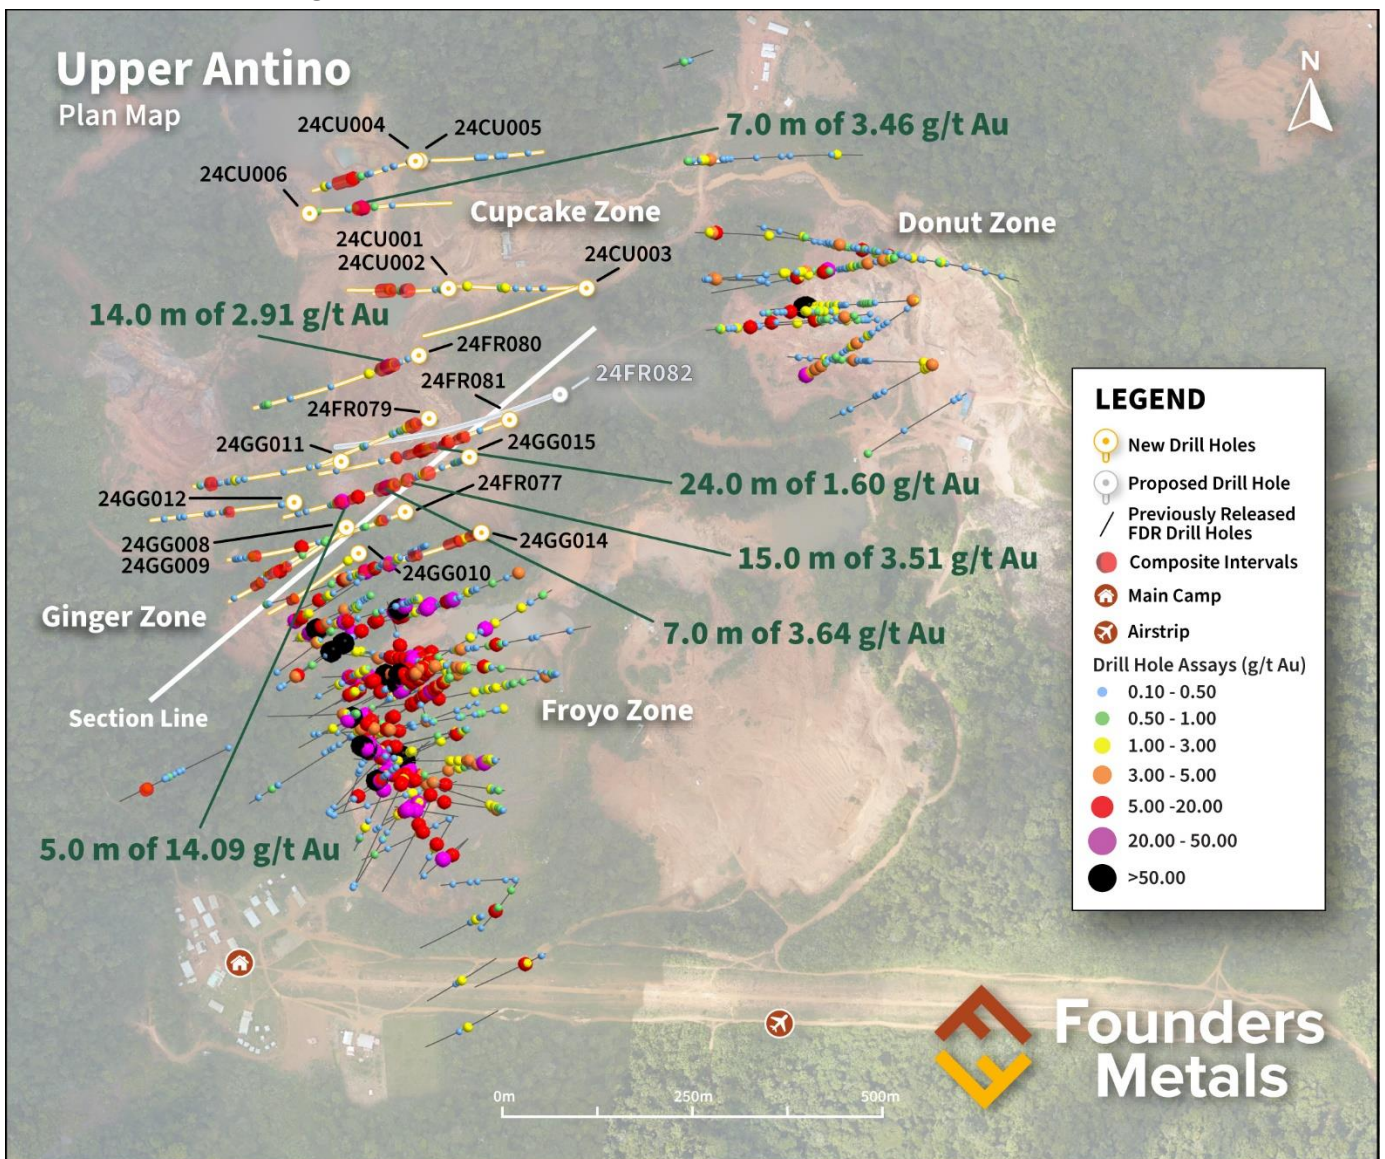 Upper Antino
Plan Map
N
24CU004
24CU005
7.0 m of 3.46 g/t Au
24CU006
Cupcake Zone
Donut Zone
24CU001
24CU002
24CU003
14.0 m of 2.91 g/t Au
24FR080
24FR081
24FR082
24FR079
24GG011
24GG015
24FR077
24.0 m of 1.60 g/t Au
24GG012
24GG008
24GG009
24GG014
15.0 m of 3.51 g/t Au
24GG010
Ginger Zone
7.0 m of 3.64 g/t Au
Section Line
Froyo Zone
5.0 m of 14.09 g/t Au
LEGEND
New Drill Holes
Proposed Drill Hole
Previously Released
FDR Drill Holes
Composite Intervals
Main Camp
Airstrip
Drill Hole Assays (g/t Au)
0.10 - 0.50
0.50 - 1.00
1.00 - 3.00
3.00 - 5.00
5.00 -20.00
20.00 - 50.00
>50.00
Founders
Metals
0m 250m 500m